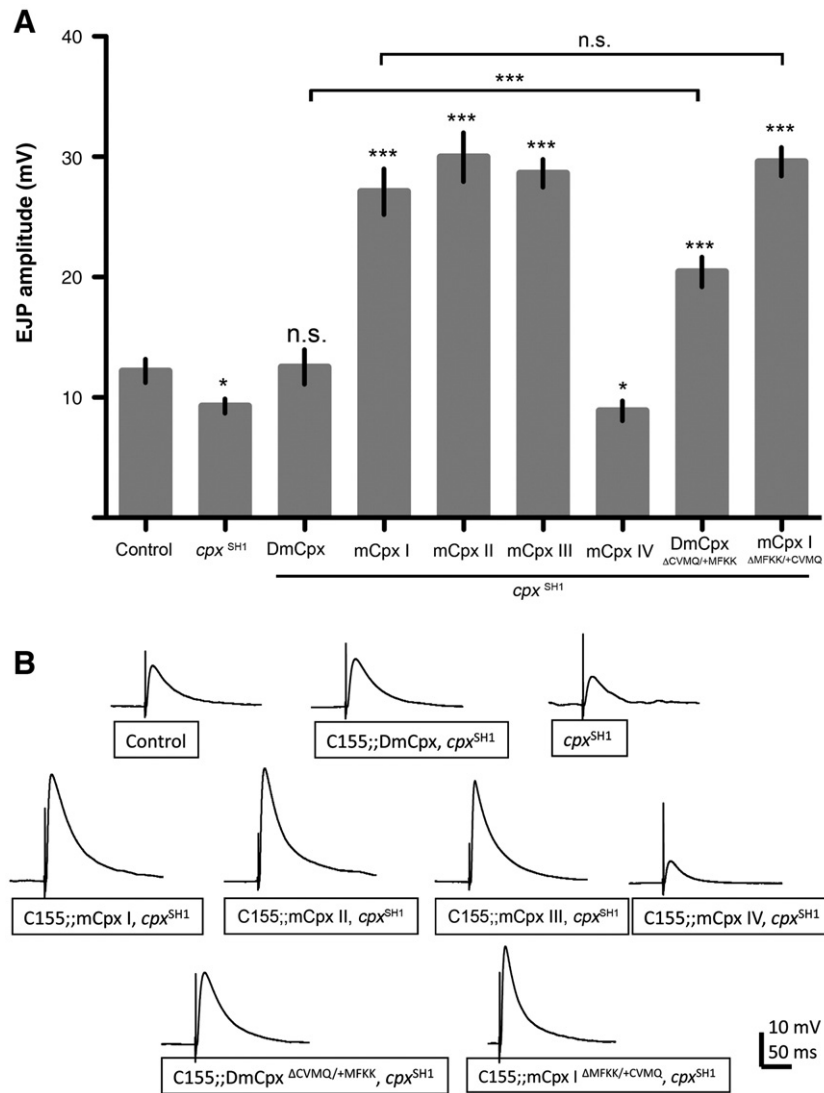 A
40
n.s.
***
***
***
***
***
30
***
EJP amplitude (mV)
20
n.s.
*
*
10
Control
cpx SH1
DmCpx
mCpx I
mCpx II
mCpx III
mCpx IV
DmCpx
ΔCVMQ/+MFKK
mCpx I
ΔMFKK/+CVMQ
cpx SH1
B
Control
C155;;DmCpx, cpxSH1
cpxSH1
C155;;mCpx I, cpxSH1
C155;;mCpx II, cpxSH1
C155;;mCpx III, cpxSH1
C155;;mCpx IV, cpxSH1
10 mV
50 ms
C155;;DmCpx ΔCVMQ/+MFKK, cpxSH1
C155;;mCpx I ΔMFKK/+CVMQ, cpxSH1